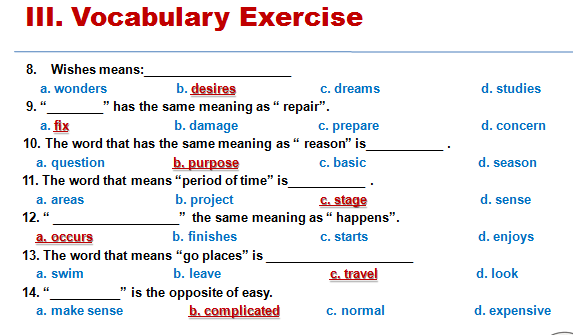 III. Vocabulary Exercise
8. Wishes means:____________________
a. wonders b. desires c. dreams d. studies
9. “________” has the same meaning as “ repair”.
a. fix b. damage c. prepare d. concern
10. The word that has the same meaning as “ reason” is___________ .
a. question b. purpose c. basic d. season
11. The word that means “period of time” is___________ .
a. areas b. project c. stage d. sense
12. “__________________” the same meaning as “ happens”.
a. occurs b. finishes c. starts d. enjoys
13. The word that means “go places” is ____________________
a. swim b. leave c. travel d. look
14. “__________” is the opposite of easy.
a. make sense b. complicated c. normal d. expensive